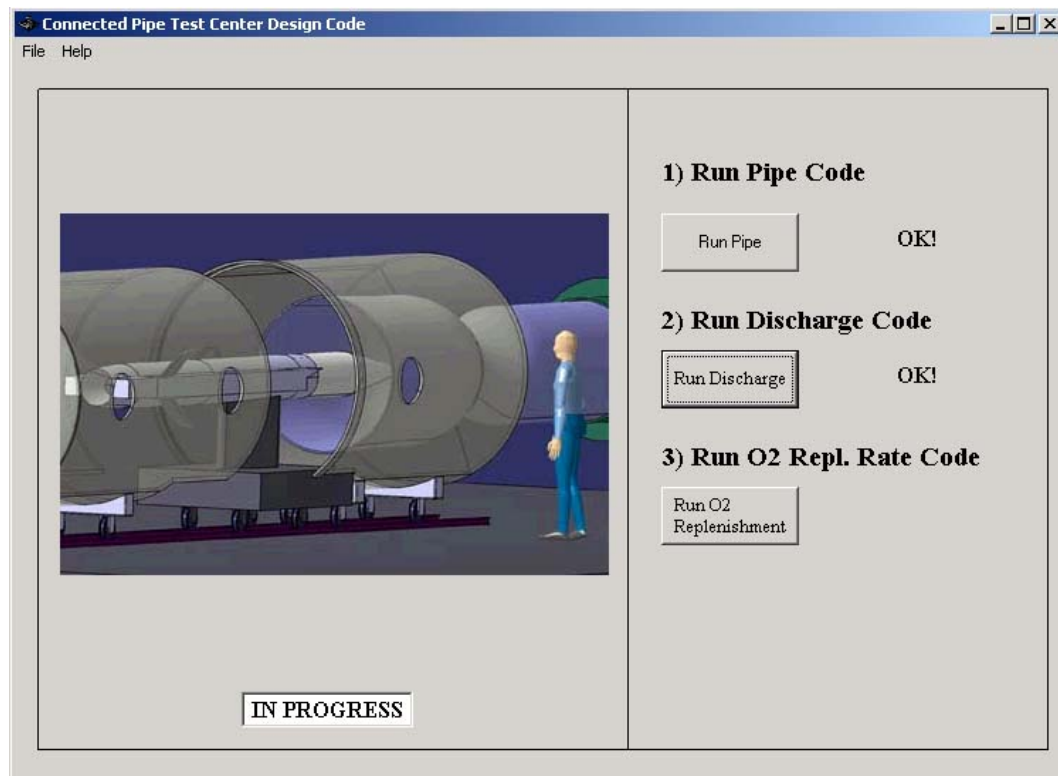 Connected Pipe Test Center Design Code
File Help
1) Run Pipe Code
Run Pipe
OK!
2) Run Discharge Code
Run Discharge
OK!
3) Run O2 Repl. Rate Code
Run O2
Replenishment
IN PROGRESS